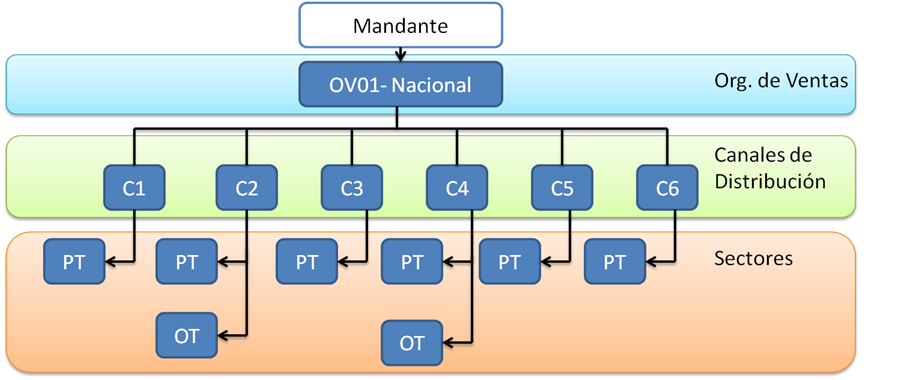 Mandante
OV01- Nacional
Org. de Ventas
Canales de
Distribución
C1
C2
C3
C4
C5
C6
Sectores
PT
PT
PT
PT
PT
PT
OT
OT